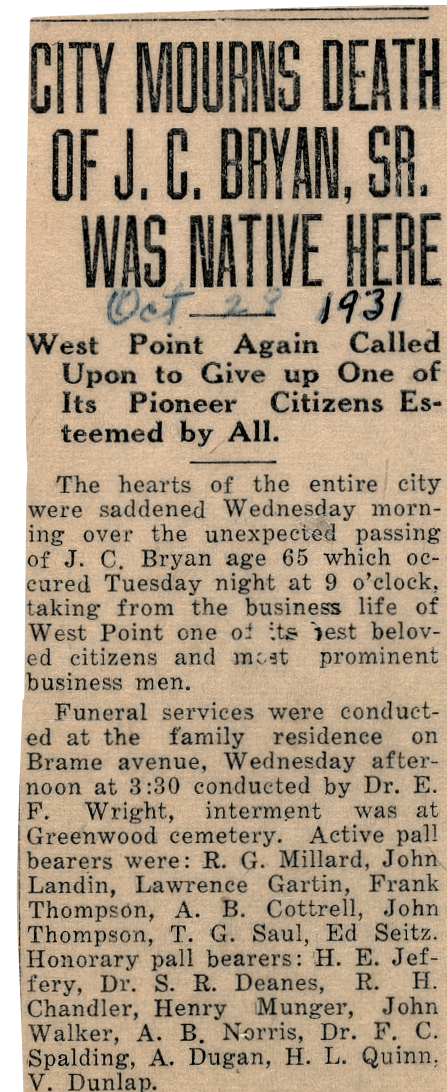 CITY MOURNS DEATH
OF J. C. BRYAN, SR.
WAS NATIVE HERE
Oct 28 1931
West Point Again Called
Upon to Give up One of
Its Pioneer Citizens Es-
teemed by All.
The hearts of the entire city
were saddened Wednesday morn-
ing over the unexpected passing
of J. C. Bryan age 65 which oc-
cured Tuesday night at 9 o'clock,
taking from the business life of
West Point one of its best belov-
ed citizens and most prominent
business men.
Funeral services were conduct-
ed at the family residence on
Brame avenue, Wednesday after-
noon at 3:30 conducted by Dr. E.
F. Wright, interment was at
Greenwood cemetery. Active pall
bearers were: R. G. Millard, John
Landin, Lawrence Gartin, Frank
Thompson, A. B. Cottrell, John
Thompson, T. G. Saul, Ed Seitz.
Honorary pall bearers: H. E. Jef-
fery, Dr. S. R. Deanes, R. H.
Chandler, Henry Munger, John
Walker, A. B. Norris, Dr. F. C.
Spalding, A. Dugan, H. L. Quinn,
V. Dunlap.